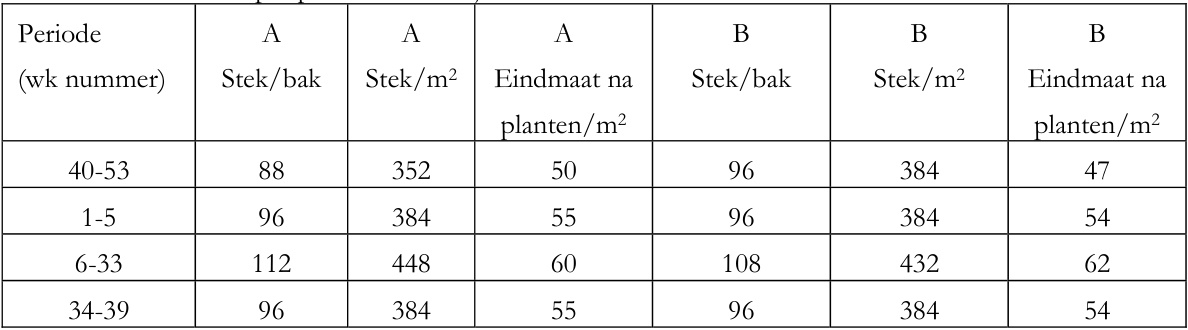 Periode A A A B B B
(wk nummer) Stek/bak Stek/m² Eindmaat na Stek/bak Stek/m² Eindmaat na
planten/m² planten/m²
40-53 88 352 50 96 384 47
1-5 96 384 55 96 384 54
6-33 112 448 60 108 432 62
34-39 96 384 55 96 384 54